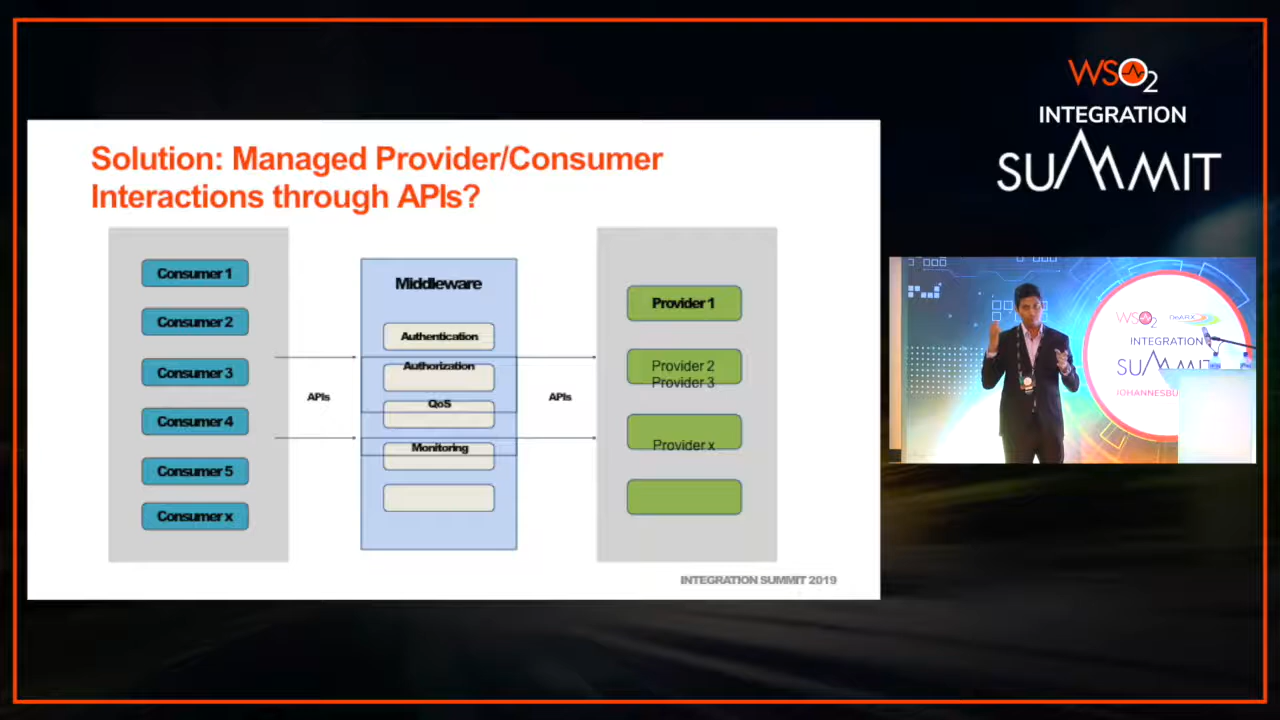 Solution: Managed Provider/Consumer
Interactions through APIs?
Consumer 1
Consumer 2
Consumer 3
Consumer 4
Consumer 5
Consumer x
APIs
Middleware
Authentication
Authorization
QoS
Monitoring
APIs
Provider 1
Provider 2
Provider 3
Provider x
INTEGRATION SUMMIT 2019
WSO2
INTEGRATION
SUMMIT
WSO2
INTEGRATION
SUMMIT